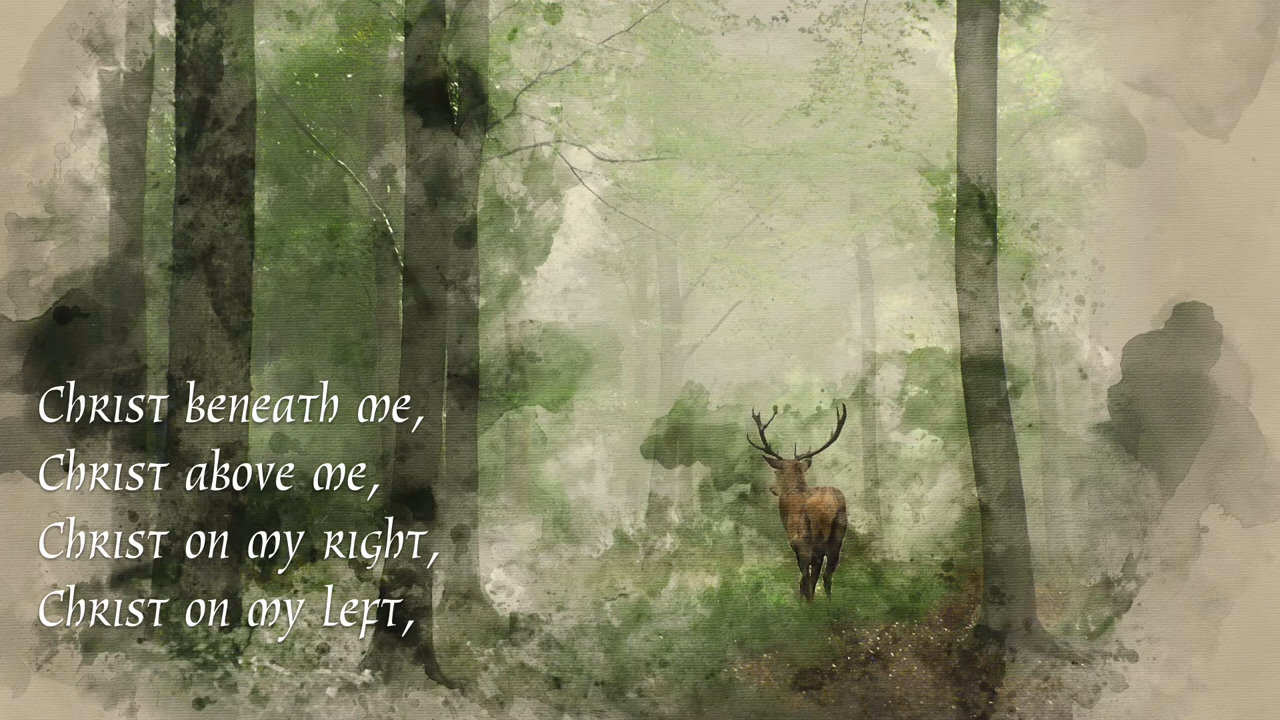 Christ beneath me,
Christ above me,
Christ on my right,
Christ on my left,